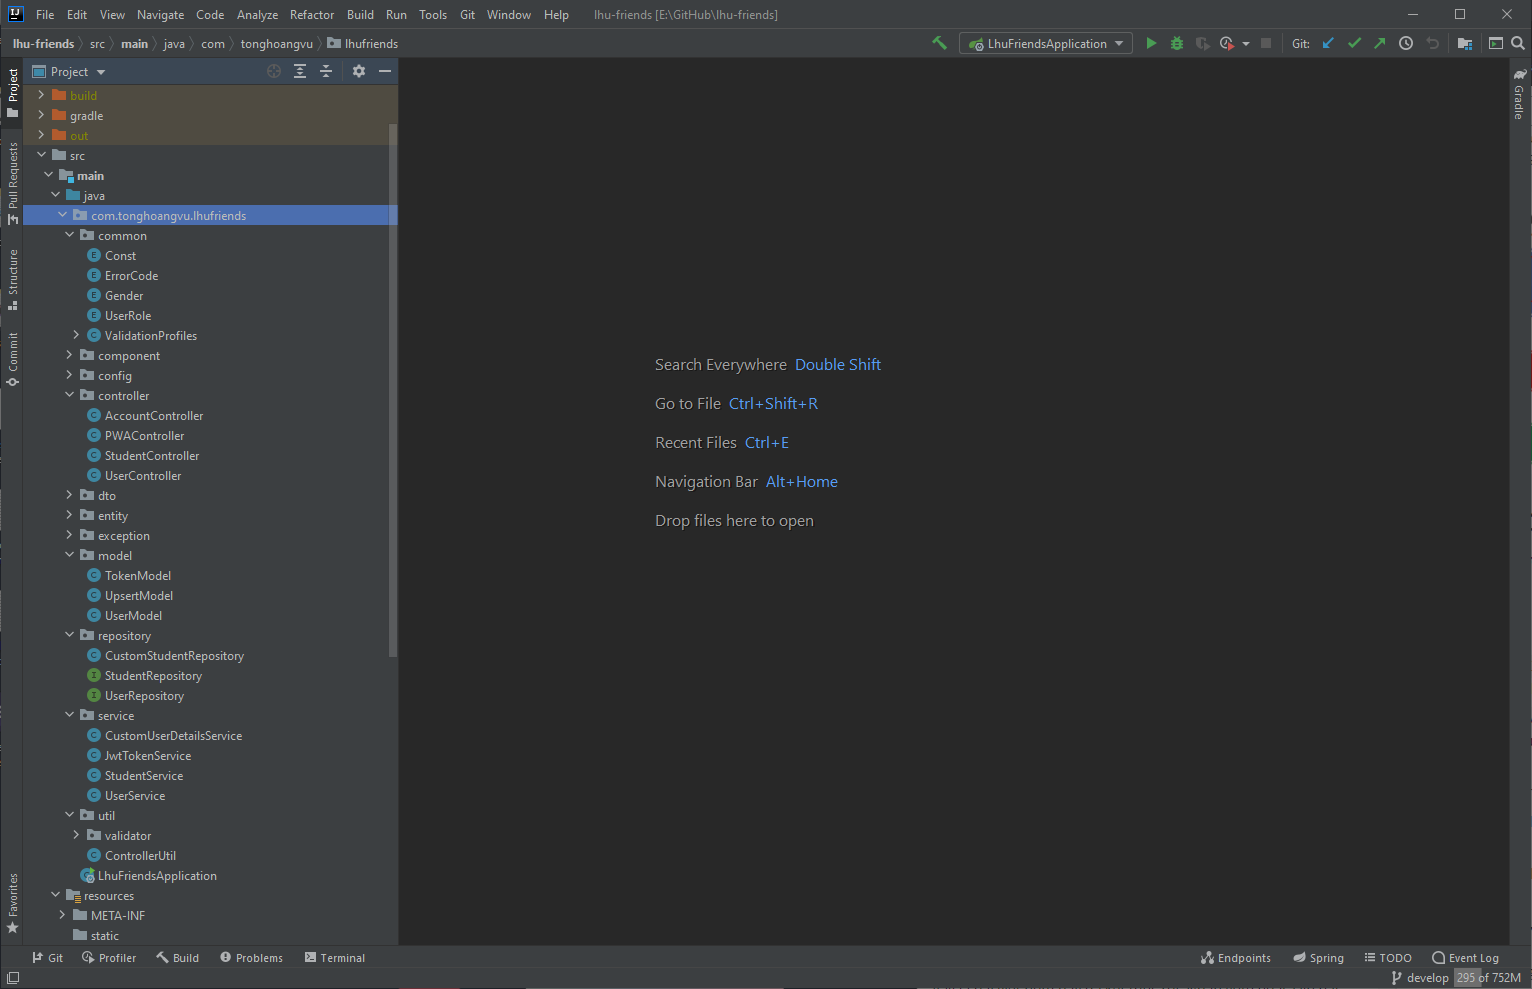 File Edit View Navigate Code Analyze Refactor Build Run Tools Git Window Help lhu-friends [E:\GitHub\lhu-friends]
lhu-friends src main java com tonghoangvu lhufriends LhuFriendsApplication Git:
Project
build
gradle
out
src
main
java
com.tonghoangvu.lhufriends
common
Const
ErrorCode
Gender
UserRole
ValidationProfiles
component
config
controller
AccountController
PWAController
StudentController
UserController
dto
entity
exception
model
TokenModel
UpsertModel
UserModel
repository
CustomStudentRepository
StudentRepository
UserRepository
service
CustomUserDetailsService
JwtTokenService
StudentService
UserService
util
validator
ControllerUtil
LhuFriendsApplication
resources
META-INF
static
Project
Pull Requests
Structure
Commit
Favorites
Search Everywhere Double Shift
Go to File Ctrl+Shift+R
Recent Files Ctrl+E
Navigation Bar Alt+Home
Drop files here to open
Gradle
Git Profiler Build Problems Terminal Endpoints Spring TODO Event Log
develop 295 of 752M